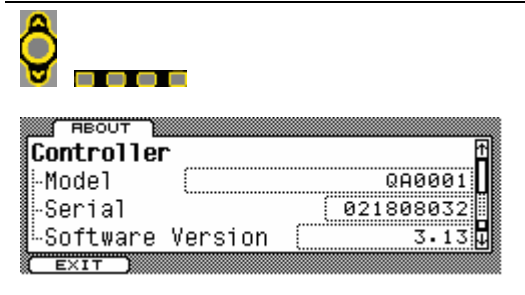 ABOUT
Controller
Model QA0001
Serial 021808032
Software Version 3.13
EXIT